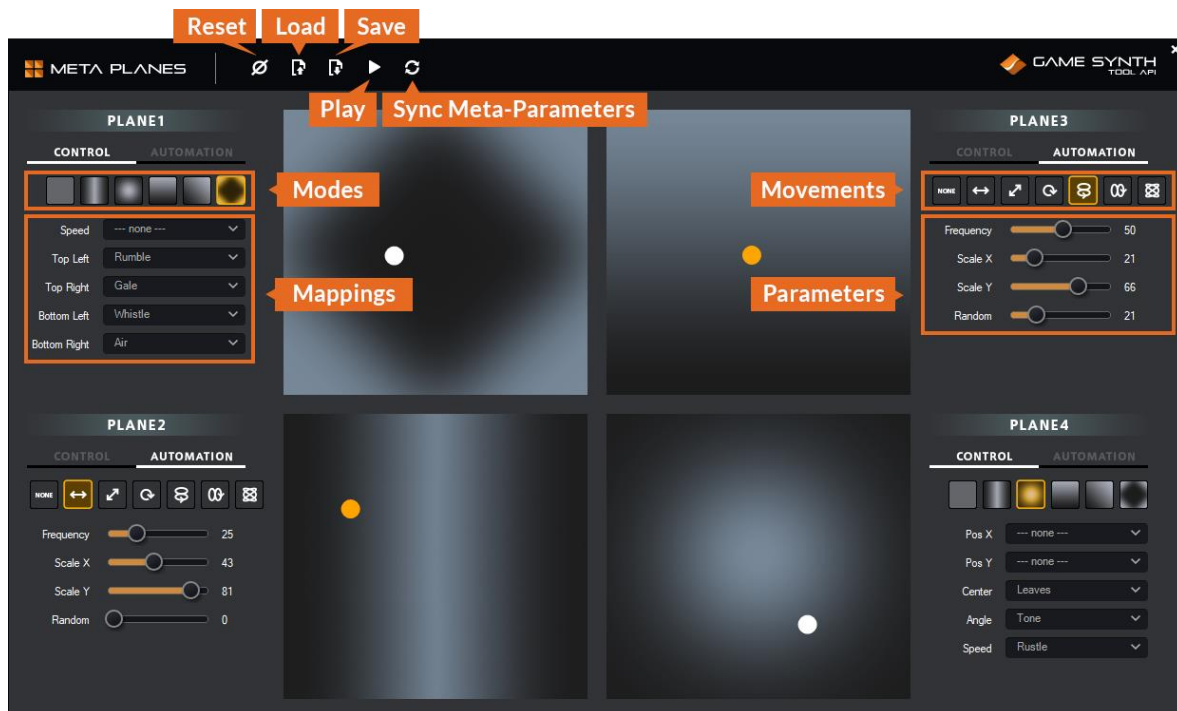 Reset Load Save
META PLANES
GAME SYNTH
TOOL API
Play Sync Meta-Parameters
PLANE1
CONTROL AUTOMATION
Modes
Speed --- none ---
Top Left Rumble
Top Right Gale
Bottom Left Whistle
Bottom Right Air
Mappings
PLANE3
CONTROL AUTOMATION
Movements
NONE
Frequency 50
Scale X 21
Scale Y 66
Random 21
Parameters
PLANE2
CONTROL AUTOMATION
NONE
Frequency 25
Scale X 43
Scale Y 81
Random 0
PLANE4
CONTROL AUTOMATION
Pos X --- none ---
Pos Y --- none ---
Center Leaves
Angle Tone
Speed Rustle